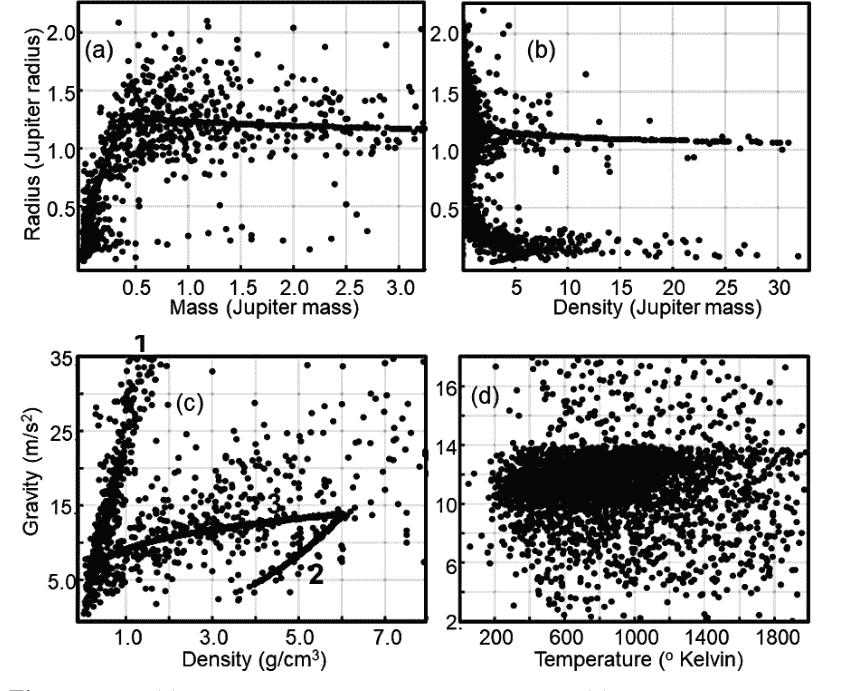 (a)
2.0
1.5
1.0
0.5
Radius (Jupiter radius)
0.5 1.0 1.5 2.0 2.5 3.0
Mass (Jupiter mass)
(b)
2.0
1.5
1.0
0.5
5 10 15 20 25 30
Density (Jupiter mass)
1
(c)
35
25
15
5.0
Gravity (m/s²)
3
2
1.0 3.0 5.0 7.0
Density (g/cm³)
(d)
16
14
10
6
2
200 600 1000 1400 1800
Temperature (º Kelvin)